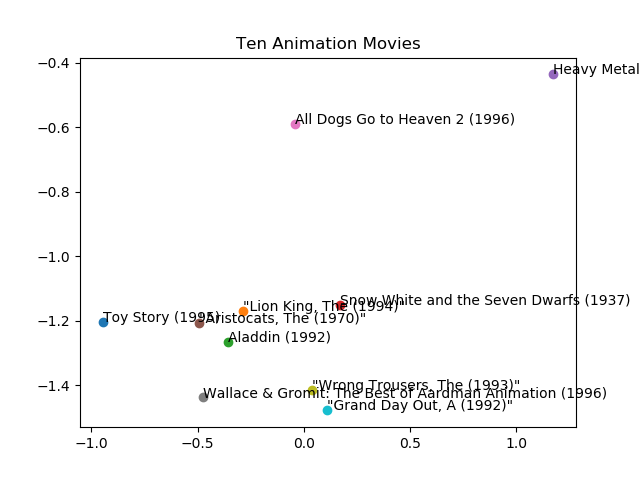 Ten Animation Movies
−0.4
Heavy Metal
All Dogs Go to Heaven 2 (1996)
−0.6
−0.8
−1.0
Snow White and the Seven Dwarfs (1937)
"Lion King, The (1994)"
−1.2
Toy Story (1995)
"Aristocats, The (1970)"
Aladdin (1992)
−1.4
"Wrong Trousers, The (1993)"
Wallace & Gromit: The Best of Aardman Animation (1996)
"Grand Day Out, A (1992)"
−1.0 −0.5 0.0 0.5 1.0